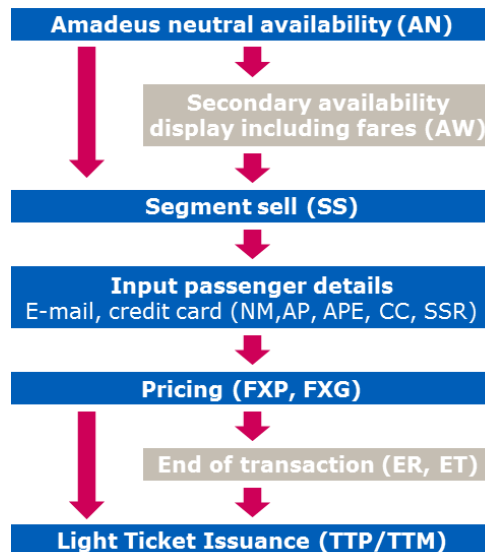 Amadeus neutral availability (AN)
Secondary availability
display including fares (AW)
Segment sell (SS)
Input passenger details
E-mail, credit card (NM,AP, APE, CC, SSR)
Pricing (FXP, FXG)
End of transaction (ER, ET)
Light Ticket Issuance (TTP/TTM)